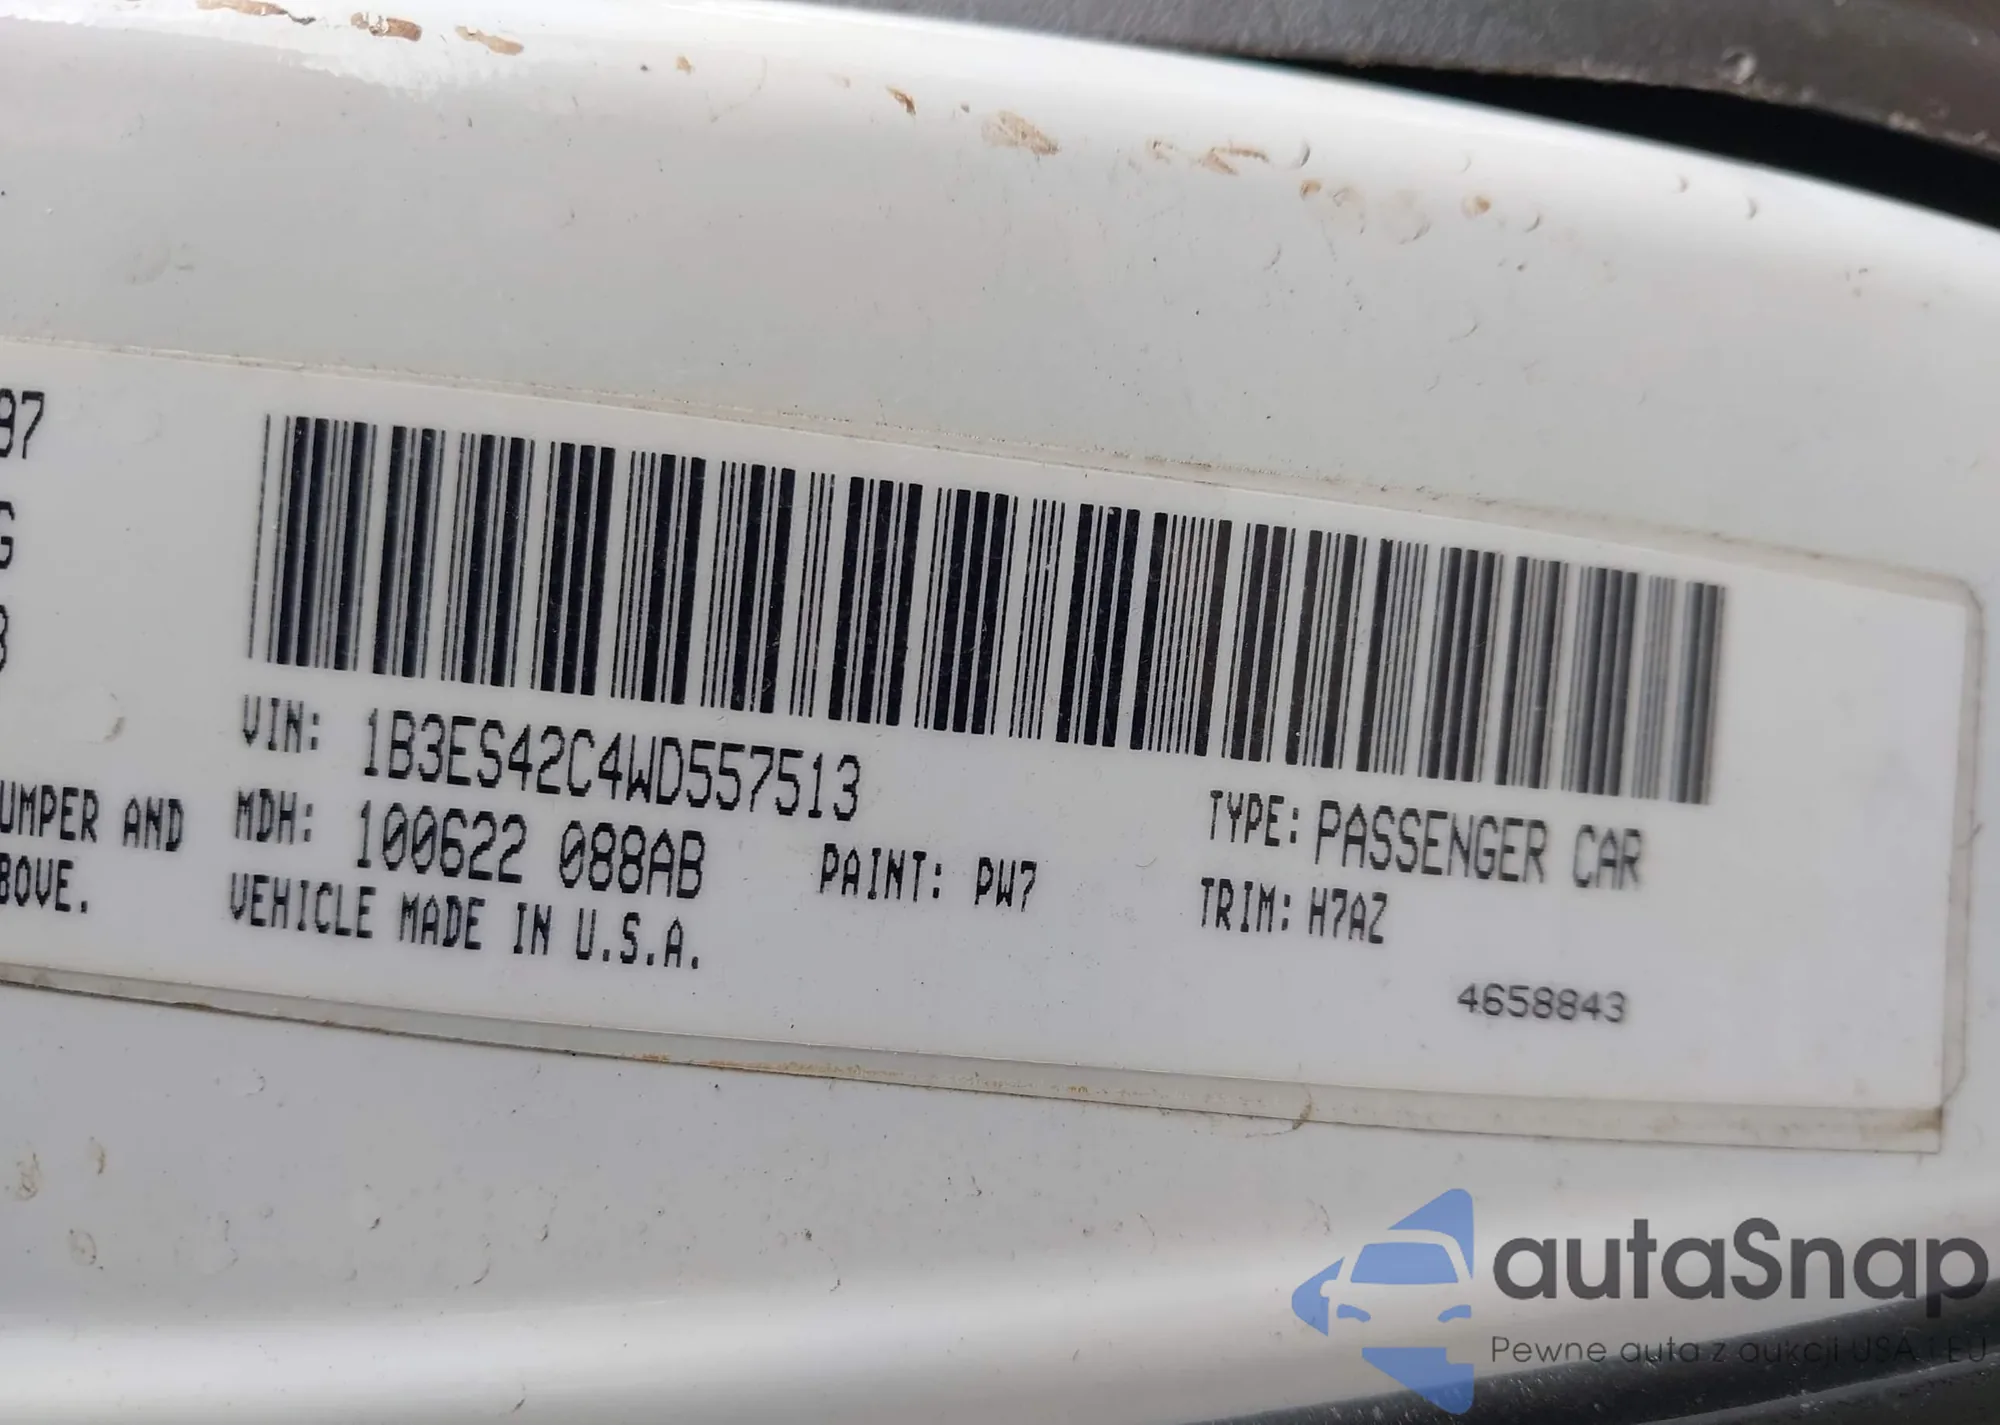 97
G
3
VIN: 1B3ES42C4WD557513
UMPER AND
MDH: 100622 088AB
PAINT: PW7
TYPE: PASSENGER CAR
BOVE.
VEHICLE MADE IN U.S.A.
TRIM: H7AZ
4658843
autaSnap
Pewne auta z aukcji USA i EU